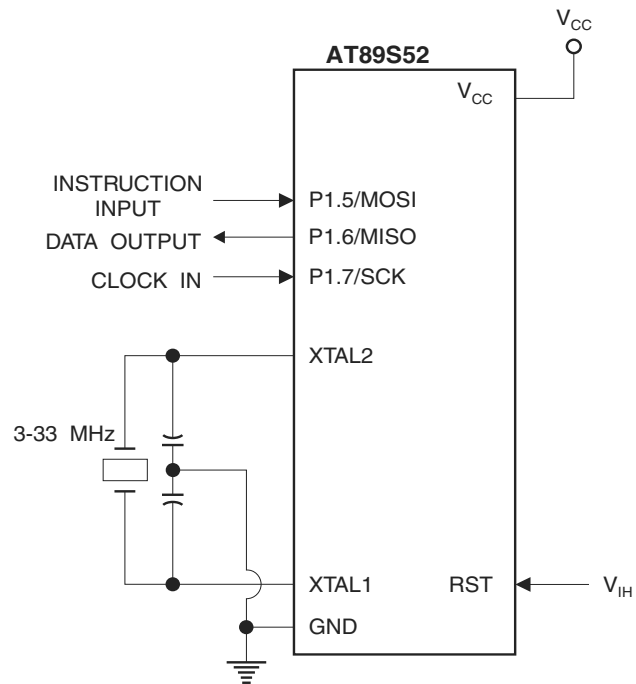 V_CC
AT89S52
V_CC
INSTRUCTION
INPUT
P1.5/MOSI
DATA OUTPUT
P1.6/MISO
CLOCK IN
P1.7/SCK
XTAL2
3-33 MHz
XTAL1
RST
V_IH
GND